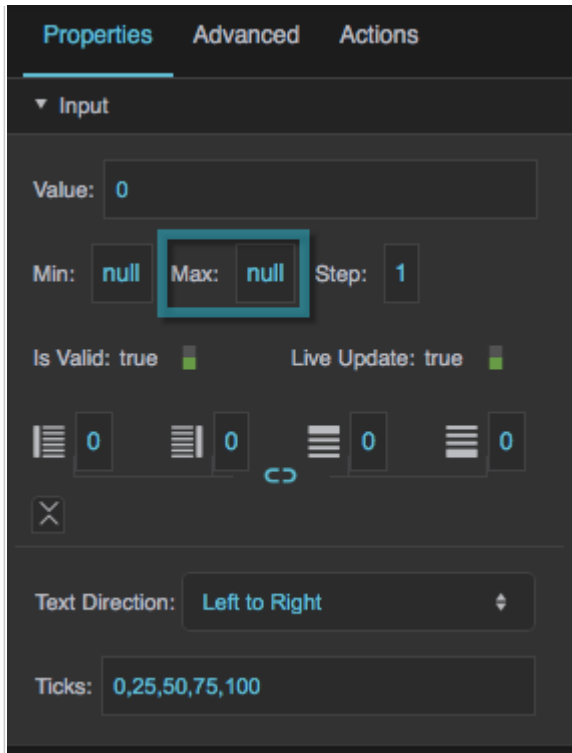 Properties Advanced Actions
Input
Value: 0
Min: null Max: null Step: 1
Is Valid: true Live Update: true
0 0 0 0
Text Direction: Left to Right
Ticks: 0,25,50,75,100